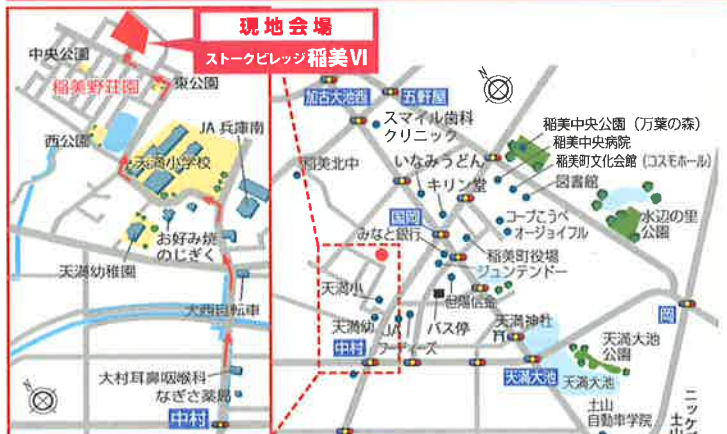 現地会場
ストークビレッジ稲美Ⅵ
中央公園
稲美野荘園
東公園
西公園
JA兵庫南
天満小学校
お好み焼
のじぎく
天満幼稚園
大西自転車
大村耳鼻咽喉科
なぎさ薬局
中村
N
N
加古大池西
五軒屋
スマイル歯科
クリニック
稲美北中
いなみうどん
キリン堂
稲美中央公園（万葉の森）
稲美中央病院
稲美町文化会館（コスモホール）
図書館
コープこうべ
オージョイフル
水辺の里
公園
国岡
みなと銀行
稲美町役場
ジュンテンドー
天満小
但陽信金
天満幼
JA
フーディーズ
バス停
天満神社
中村
天満大池
天満大池
公園
天満大池
岡
土山
自動車学院
ニッケ
土山